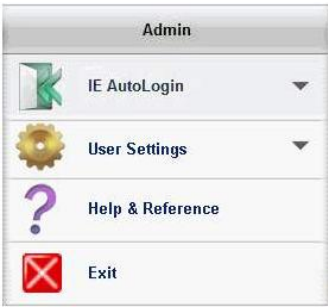 Admin
IE AutoLogin
User Settings
Help & Reference
Exit